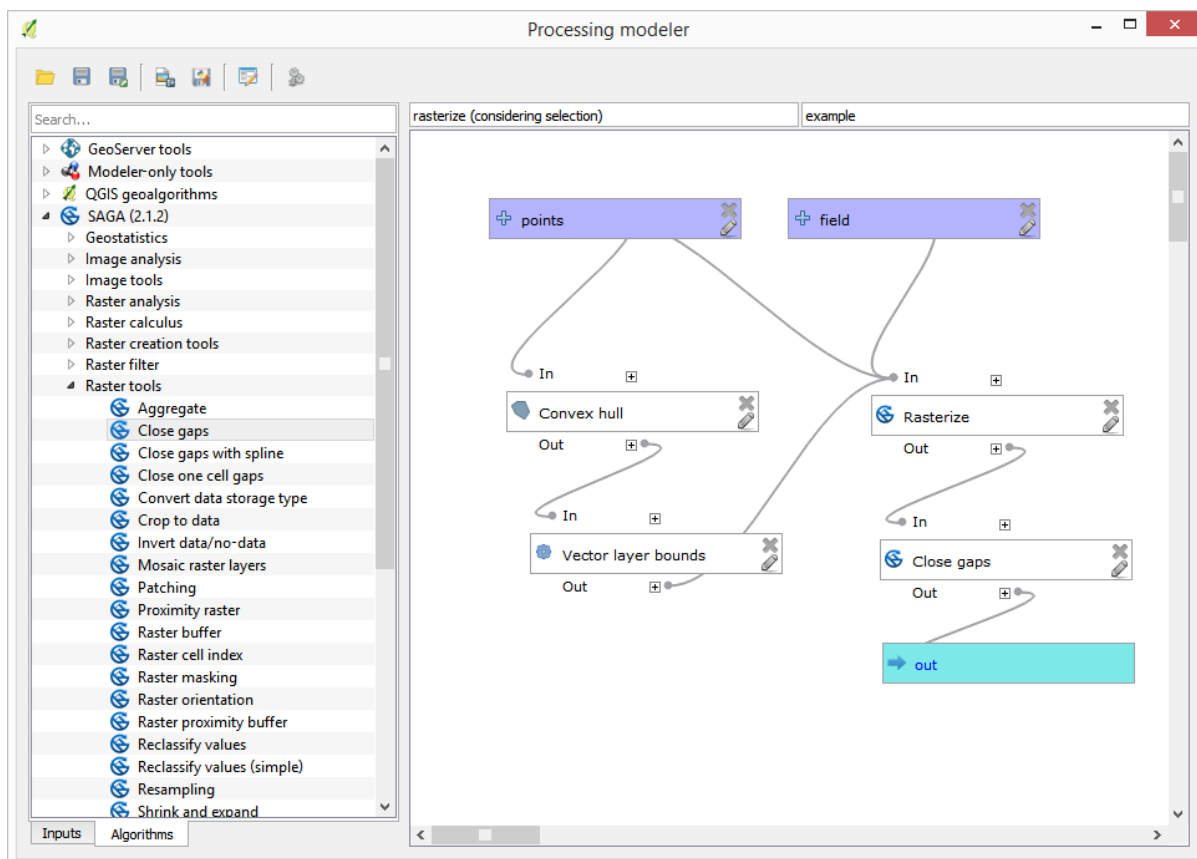 Processing modeler
Search...
GeoServer tools
Modeler-only tools
QGIS geoalgorithms
SAGA (2.1.2)
Geostatistics
Image analysis
Image tools
Raster analysis
Raster calculus
Raster creation tools
Raster filter
Raster tools
Aggregate
Close gaps
Close gaps with spline
Close one cell gaps
Convert data storage type
Crop to data
Invert data/no-data
Mosaic raster layers
Patching
Proximity raster
Raster buffer
Raster cell index
Raster masking
Raster orientation
Raster proximity buffer
Reclassify values
Reclassify values (simple)
Resampling
Shrink and expand
Inputs
Algorithms
rasterize (considering selection)
example
points
field
In
Convex hull
Out
In
Vector layer bounds
Out
In
Rasterize
Out
In
Close gaps
Out
out